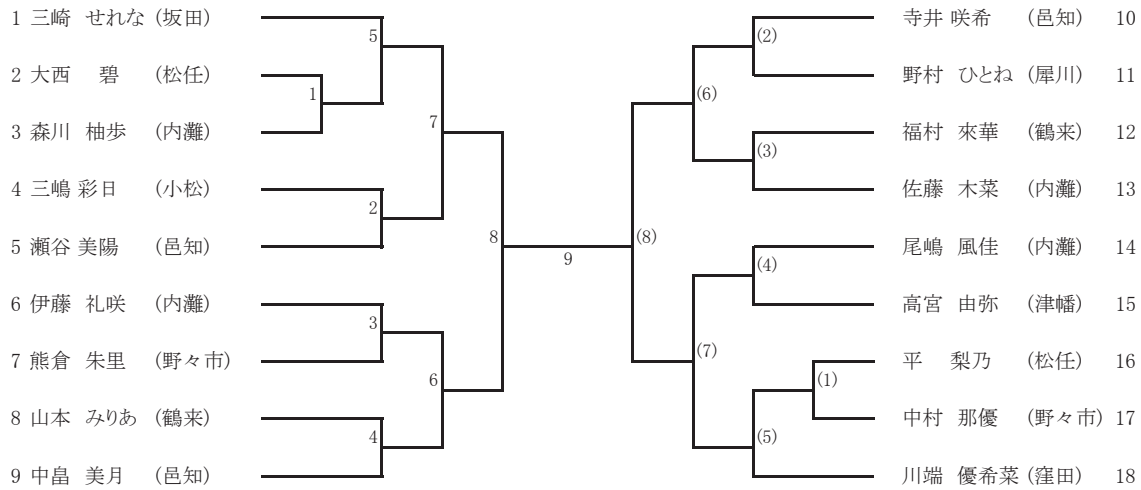 1 三崎 せれな (坂田)
2 大西 碧 (松任)
3 森川 柚歩 (内灘)
4 三嶋 彩日 (小松)
5 瀬谷 美陽 (邑知)
6 伊藤 礼咲 (内灘)
7 熊倉 朱里 (野々市)
8 山本 みりあ (鶴来)
9 中畠 美月 (邑知)
5
1
7
2
8
3
6
4
9
(2)
(6)
(3)
(8)
(4)
(7)
(1)
(5)
寺井 咲希 (邑知) 10
野村 ひとね (犀川) 11
福村 來華 (鶴来) 12
佐藤 木菜 (内灘) 13
尾嶋 風佳 (内灘) 14
高宮 由弥 (津幡) 15
平 梨乃 (松任) 16
中村 那優 (野々市) 17
川端 優希菜 (窪田) 18